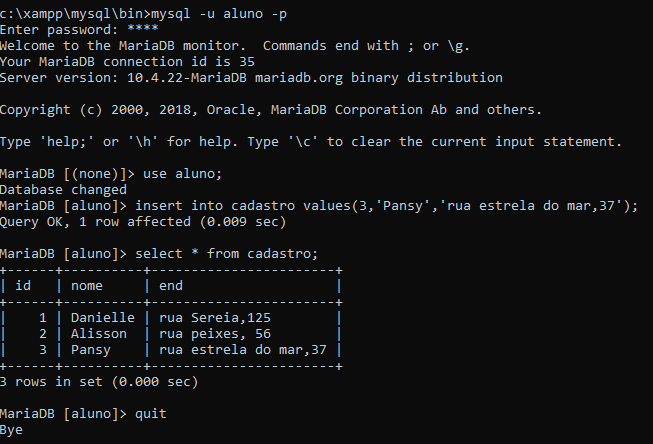 c:\xampp\mysql\bin>mysql -u aluno -p
Enter password: ****
Welcome to the MariaDB monitor.  Commands end with ; or \g.
Your MariaDB connection id is 35
Server version: 10.4.22-MariaDB mariadb.org binary distribution

Copyright (c) 2000, 2018, Oracle, MariaDB Corporation Ab and others.

Type 'help;' or '\h' for help. Type '\c' to clear the current input statement.

MariaDB [(none)]> use aluno;
Database changed
MariaDB [aluno]> insert into cadastro values(3,'Pansy','rua estrela do mar,37');
Query OK, 1 row affected (0.009 sec)

MariaDB [aluno]> select * from cadastro;
+------+----------+-----------------------+
| id   | nome     | end                   |
+------+----------+-----------------------+
|    1 | Danielle | rua Sereia,125        |
|    2 | Alisson  | rua peixes, 56        |
|    3 | Pansy    | rua estrela do mar,37 |
+------+----------+-----------------------+
3 rows in set (0.000 sec)

MariaDB [aluno]> quit
Bye